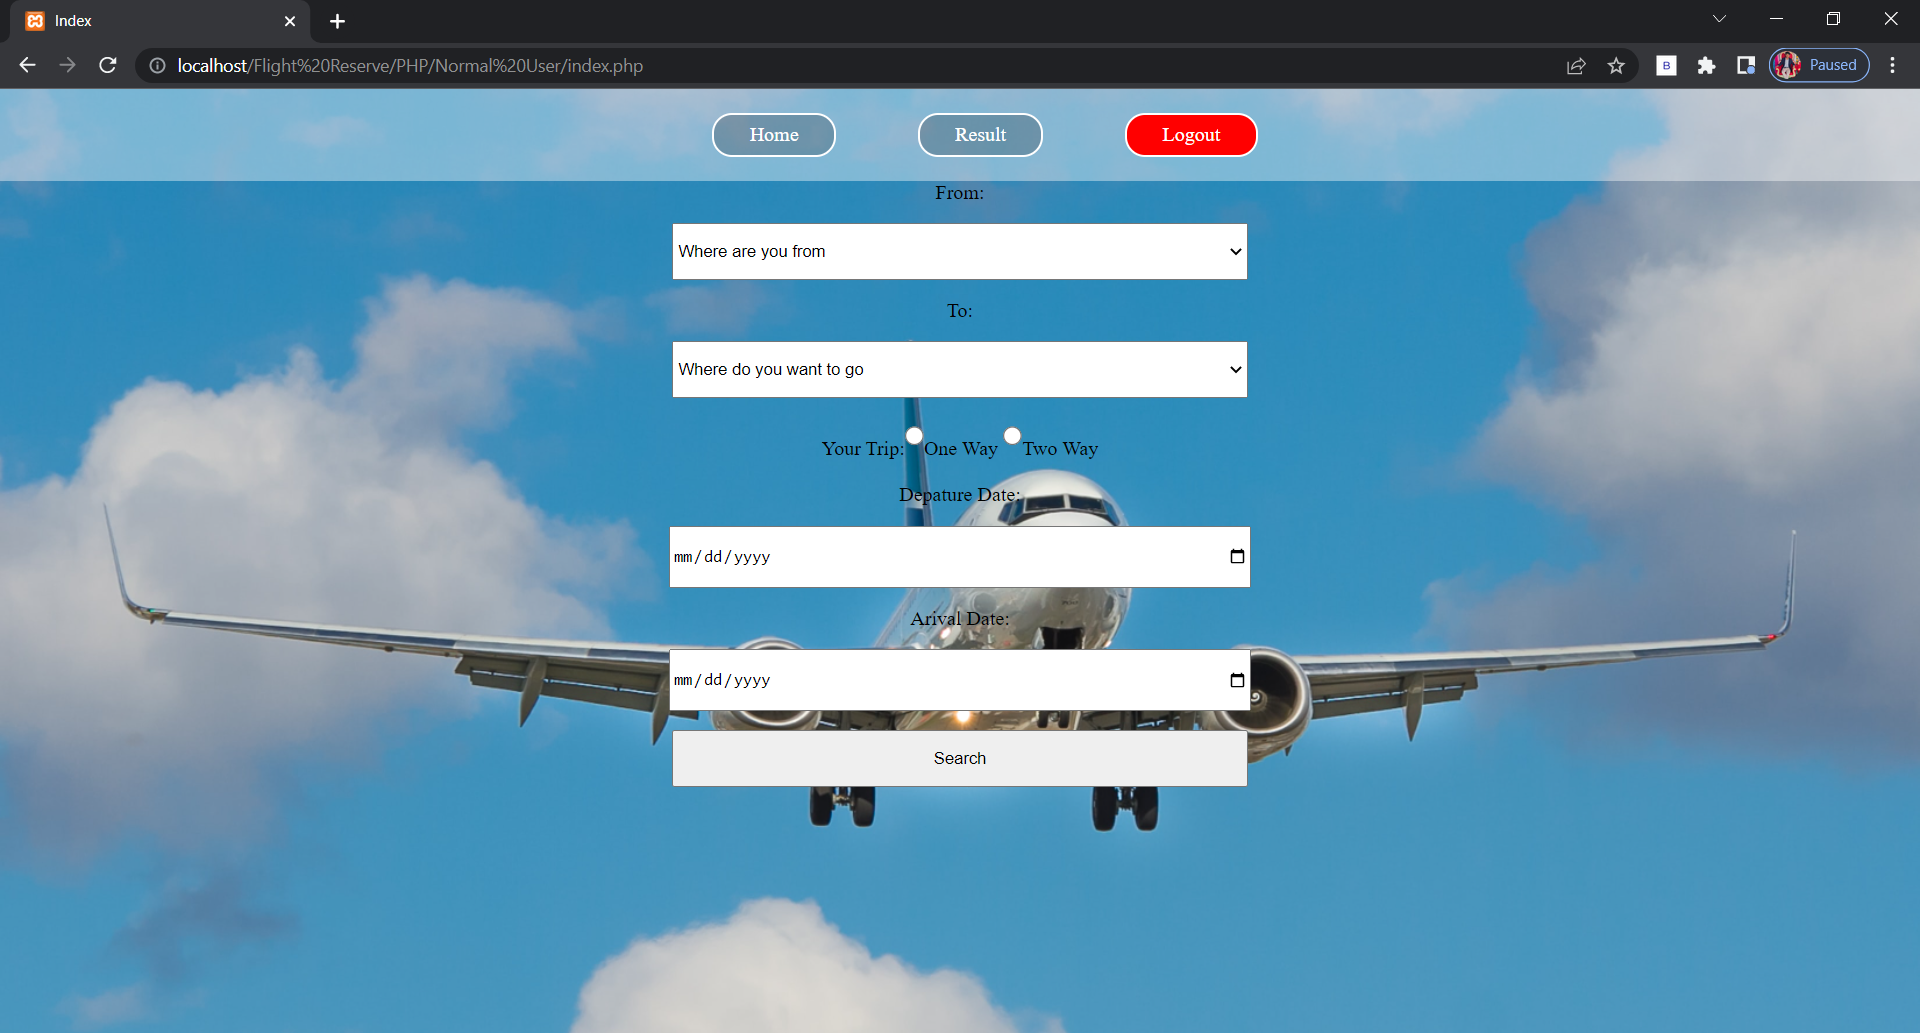 Index
localhost/Flight%20Reserve/PHP/Normal%20User/index.php
B
Paused
Home Result Logout
From:
Where are you from
To:
Where do you want to go
Your Trip: One Way Two Way
Depature Date:
mm/dd/yyyy
Arival Date:
mm/dd/yyyy
Search